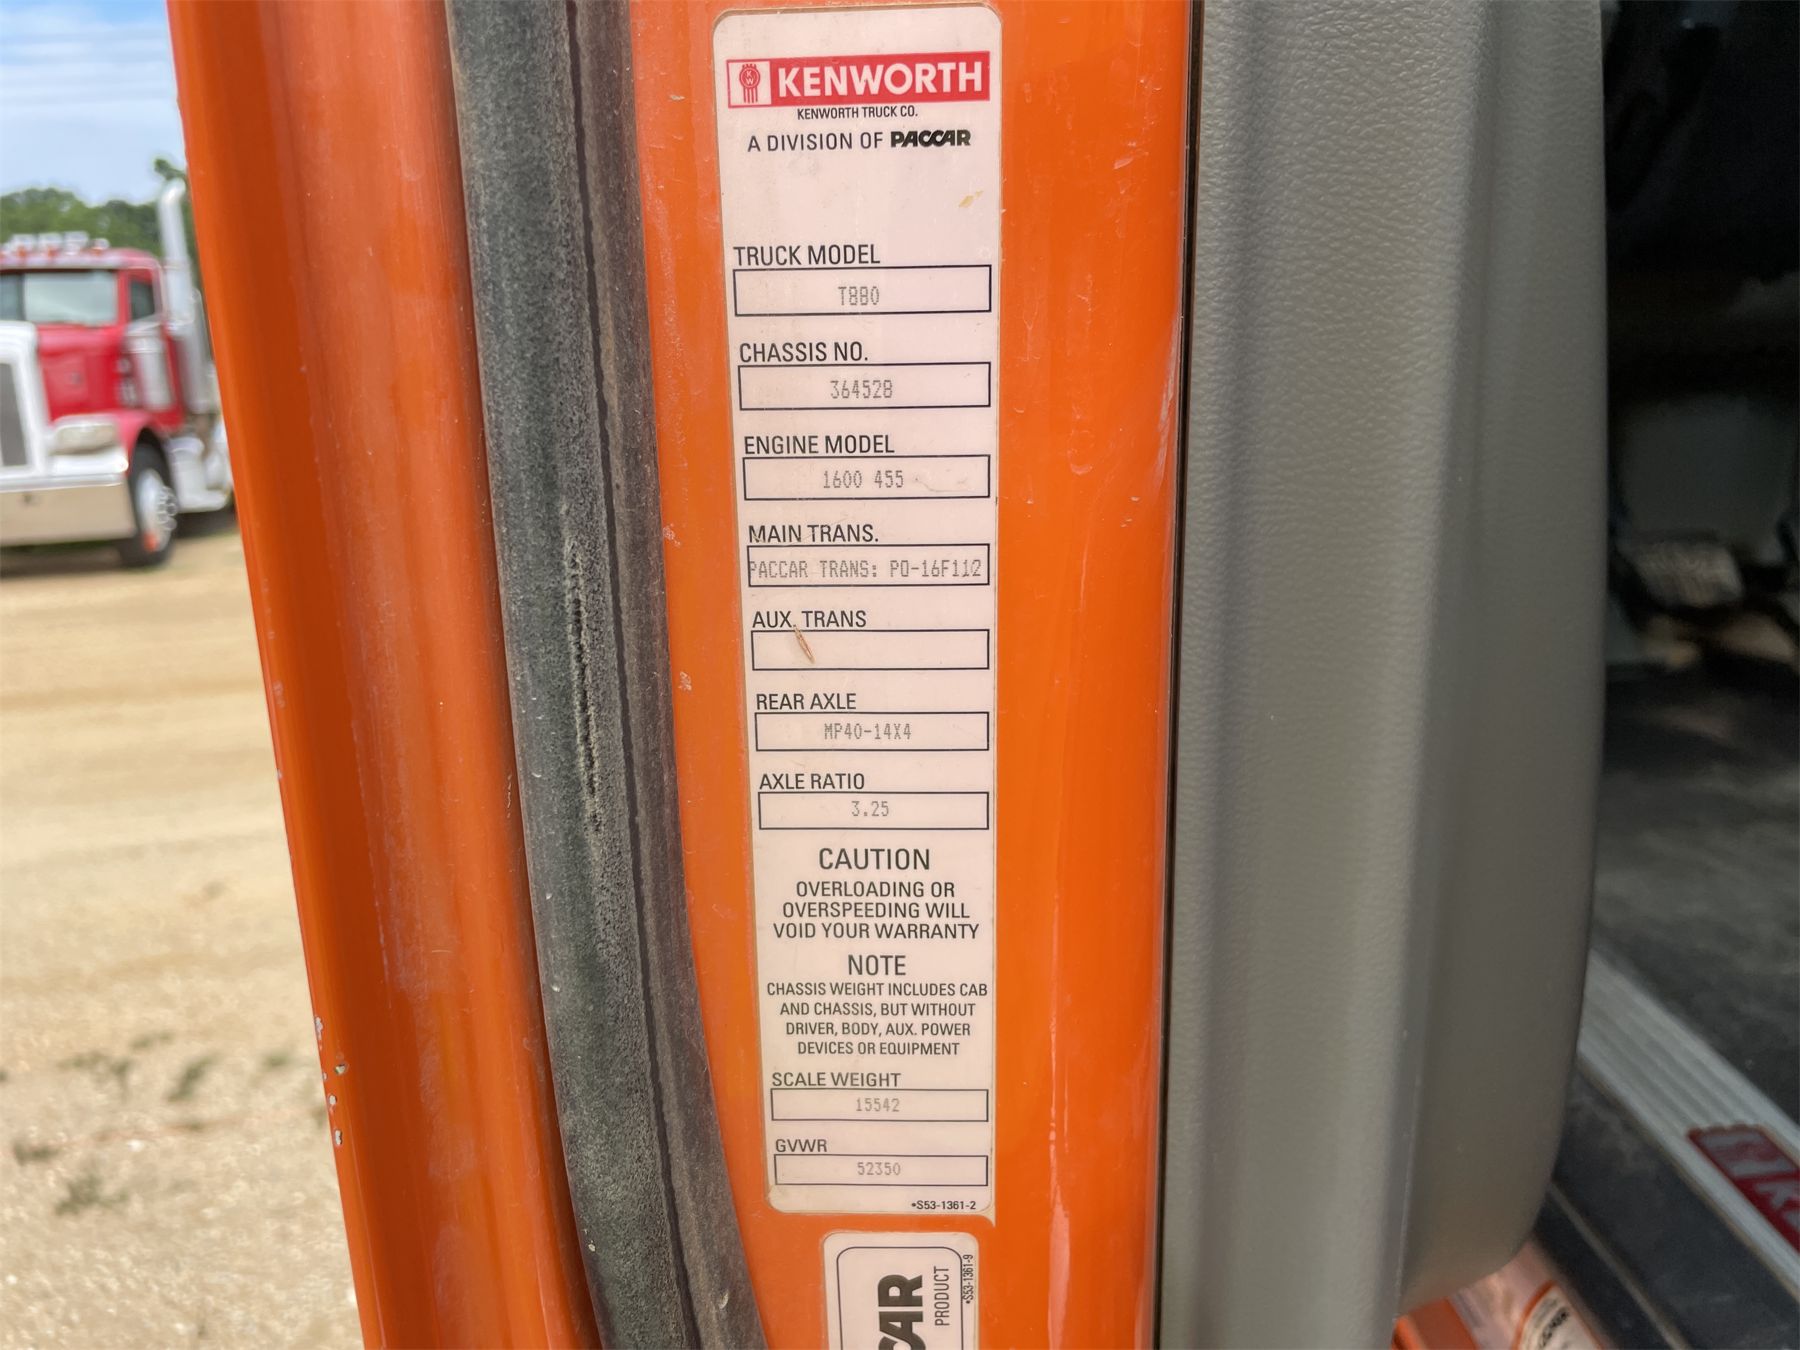 KENWORTH
KENWORTH TRUCK CO.
A DIVISION OF PACCAR
TRUCK MODEL
T880
CHASSIS NO.
364528
ENGINE MODEL
1600 455
MAIN TRANS.
PACCAR TRANS: PO-16F112
AUX. TRANS
REAR AXLE
MP40-14X4
AXLE RATIO
3.25
CAUTION
OVERLOADING OR
OVERSPEEDING WILL
VOID YOUR WARRANTY
NOTE
CHASSIS WEIGHT INCLUDES CAB
AND CHASSIS, BUT WITHOUT
DRIVER, BODY, AUX. POWER
DEVICES OR EQUIPMENT
SCALE WEIGHT
15542
GVWR
52350
•S53-1361-2
CAR
PRODUCT
•S53-1361-9